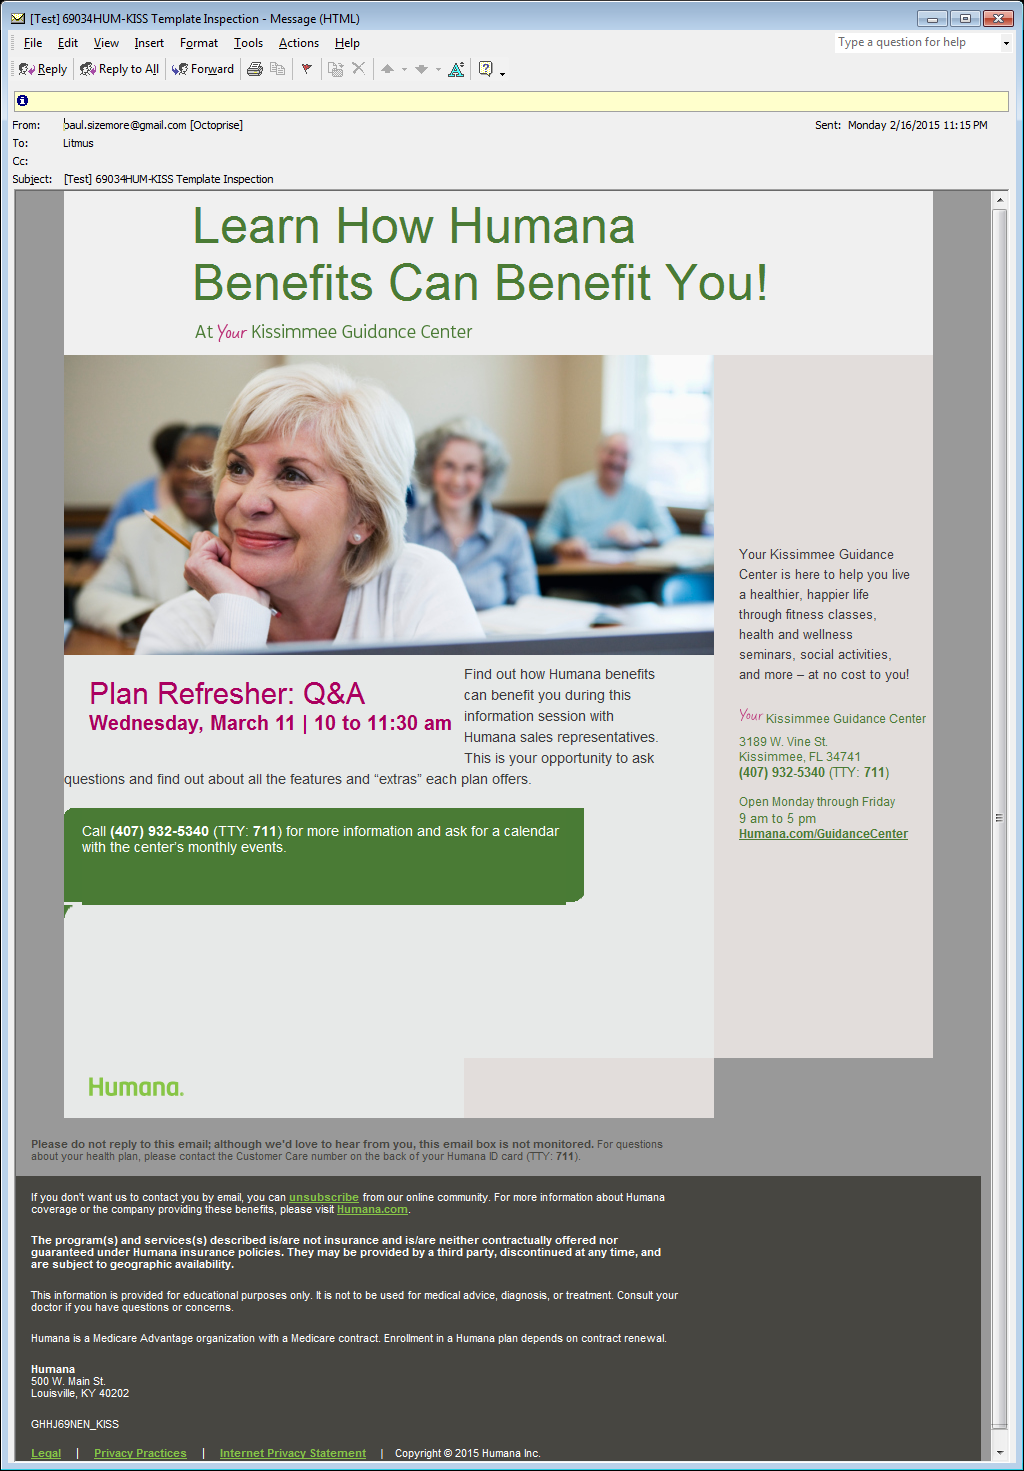 [Test] 69034HUM-KISS Template Inspection - Message (HTML)
File Edit View Insert Format Tools Actions Help
Type a question for help
Reply Reply to All Forward
From: paul.sizemore@gmail.com [Octoprise]
Sent: Monday 2/16/2015 11:15 PM
To: Litmus
Cc:
Subject: [Test] 69034HUM-KISS Template Inspection
Learn How Humana
Benefits Can Benefit You!
At Your Kissimmee Guidance Center
Your Kissimmee Guidance
Center is here to help you live
a healthier, happier life
through fitness classes,
health and wellness
seminars, social activities,
and more – at no cost to you!
Your Kissimmee Guidance Center
3189 W. Vine St.
Kissimmee, FL 34741
(407) 932-5340 (TTY: 711)
Open Monday through Friday
9 am to 5 pm
Humana.com/GuidanceCenter
Plan Refresher: Q&A
Wednesday, March 11 | 10 to 11:30 am
Find out how Humana benefits
can benefit you during this
information session with
Humana sales representatives.
This is your opportunity to ask
questions and find out about all the features and “extras” each plan offers.
Call (407) 932-5340 (TTY: 711) for more information and ask for a calendar
with the center's monthly events.
Humana.
Please do not reply to this email; although we'd love to hear from you, this email box is not monitored. For questions
about your health plan, please contact the Customer Care number on the back of your Humana ID card (TTY: 711).
If you don't want us to contact you by email, you can unsubscribe from our online community. For more information about Humana
coverage or the company providing these benefits, please visit Humana.com.
The program(s) and services(s) described is/are not insurance and is/are neither contractually offered nor
guaranteed under Humana insurance policies. They may be provided by a third party, discontinued at any time, and
are subject to geographic availability.
This information is provided for educational purposes only. It is not to be used for medical advice, diagnosis, or treatment. Consult your
doctor if you have questions or concerns.
Humana is a Medicare Advantage organization with a Medicare contract. Enrollment in a Humana plan depends on contract renewal.
Humana
500 W. Main St.
Louisville, KY 40202
GHHJ69NEN_KISS
Legal | Privacy Practices | Internet Privacy Statement | Copyright © 2015 Humana Inc.